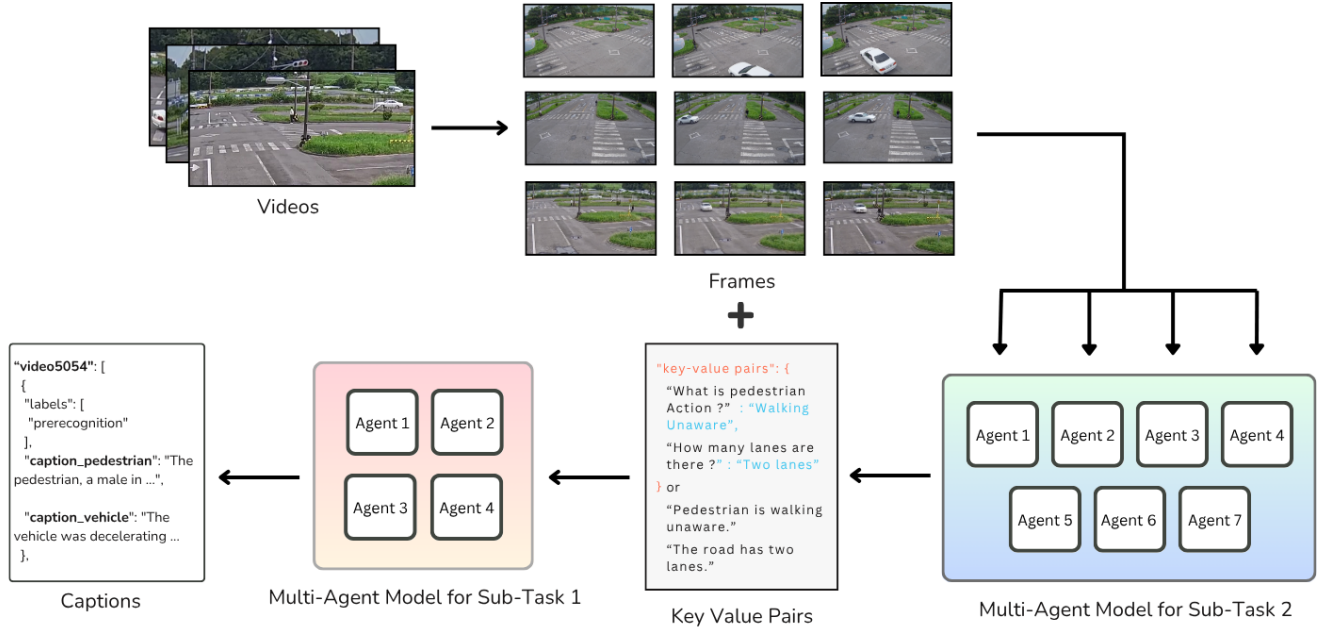 Videos
Frames
+
"video5054": [
{
"labels": [
"prerecognition"
],
"caption_pedestrian": "The
pedestrian, a male in ...",
"caption_vehicle": "The
vehicle was decelerating ...
},
Captions
Agent 1
Agent 2
Agent 3
Agent 4
Multi-Agent Model for Sub-Task 1
"key-value pairs": {
“What is pedestrian
Action ?” : “Walking
Unaware”,
“How many lanes are
there ?” : “Two lanes”
} or
“Pedestrian is walking
unaware.”
“The road has two
lanes.”
Key Value Pairs
Agent 1
Agent 2
Agent 3
Agent 4
Agent 5
Agent 6
Agent 7
Multi-Agent Model for Sub-Task 2